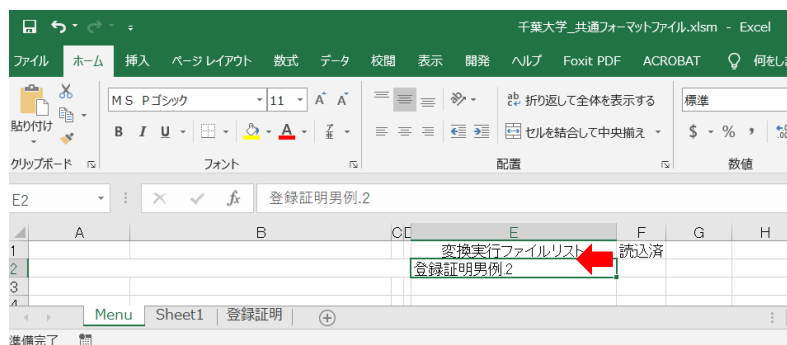 千葉大学_共通フォーマットファイル.xlsm - Excel
ファイル ホーム 挿入 ページ レイアウト 数式 データ 校閲 表示 開発 ヘルプ Foxit PDF ACROBAT 何をし
貼り付け
ＭＳ Ｐゴシック 11 A A
折り返して全体を表示する 標準
B I U A
セルを結合して中央揃え $ % ,
クリップボード フォント 配置 数値
E2 fx 登録証明男例.2
A B C D E F G H
1 変換実行ファイルリスト 読込済
2 登録証明男例.2
3
4
Menu Sheet1 登録証明
準備完了